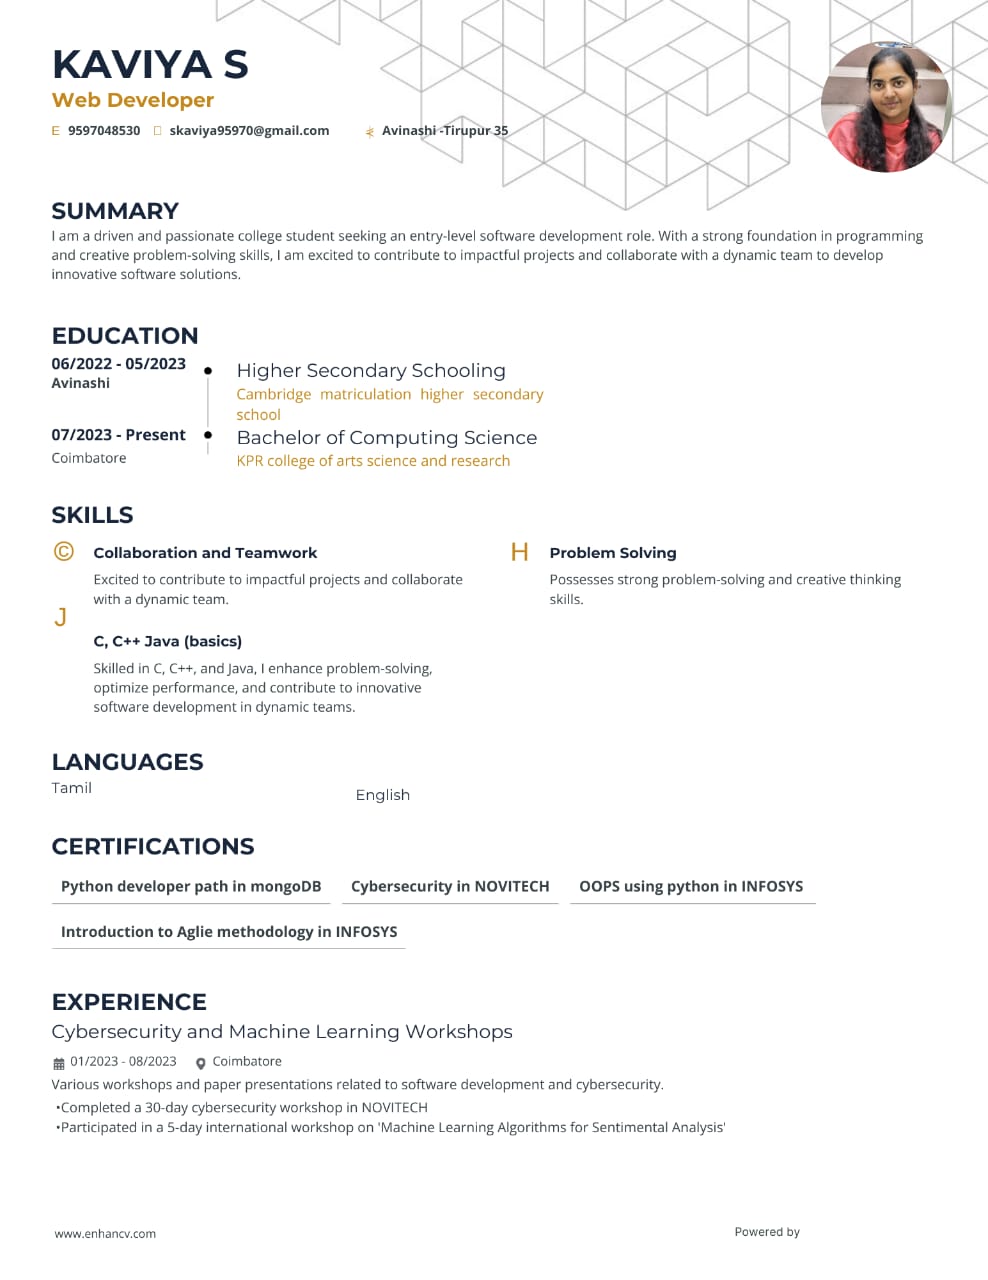 KAVIYA S
Web Developer
E 9597048530 skaviya95970@gmail.com Avinashi -Tirupur 35
SUMMARY
I am a driven and passionate college student seeking an entry-level software development role. With a strong foundation in programming
and creative problem-solving skills, I am excited to contribute to impactful projects and collaborate with a dynamic team to develop
innovative software solutions.
EDUCATION
06/2022 - 05/2023
Avinashi
Higher Secondary Schooling
Cambridge matriculation higher secondary
school
07/2023 - Present
Coimbatore
Bachelor of Computing Science
KPR college of arts science and research
SKILLS
© Collaboration and Teamwork
Excited to contribute to impactful projects and collaborate
with a dynamic team.
H Problem Solving
Possesses strong problem-solving and creative thinking
skills.
J
C, C++ Java (basics)
Skilled in C, C++, and Java, I enhance problem-solving,
optimize performance, and contribute to innovative
software development in dynamic teams.
LANGUAGES
Tamil
English
CERTIFICATIONS
Python developer path in mongoDB Cybersecurity in NOVITECH OOPS using python in INFOSYS
Introduction to Aglie methodology in INFOSYS
EXPERIENCE
Cybersecurity and Machine Learning Workshops
01/2023 - 08/2023 Coimbatore
Various workshops and paper presentations related to software development and cybersecurity.
•Completed a 30-day cybersecurity workshop in NOVITECH
•Participated in a 5-day international workshop on 'Machine Learning Algorithms for Sentimental Analysis'
www.enhancv.com
Powered by